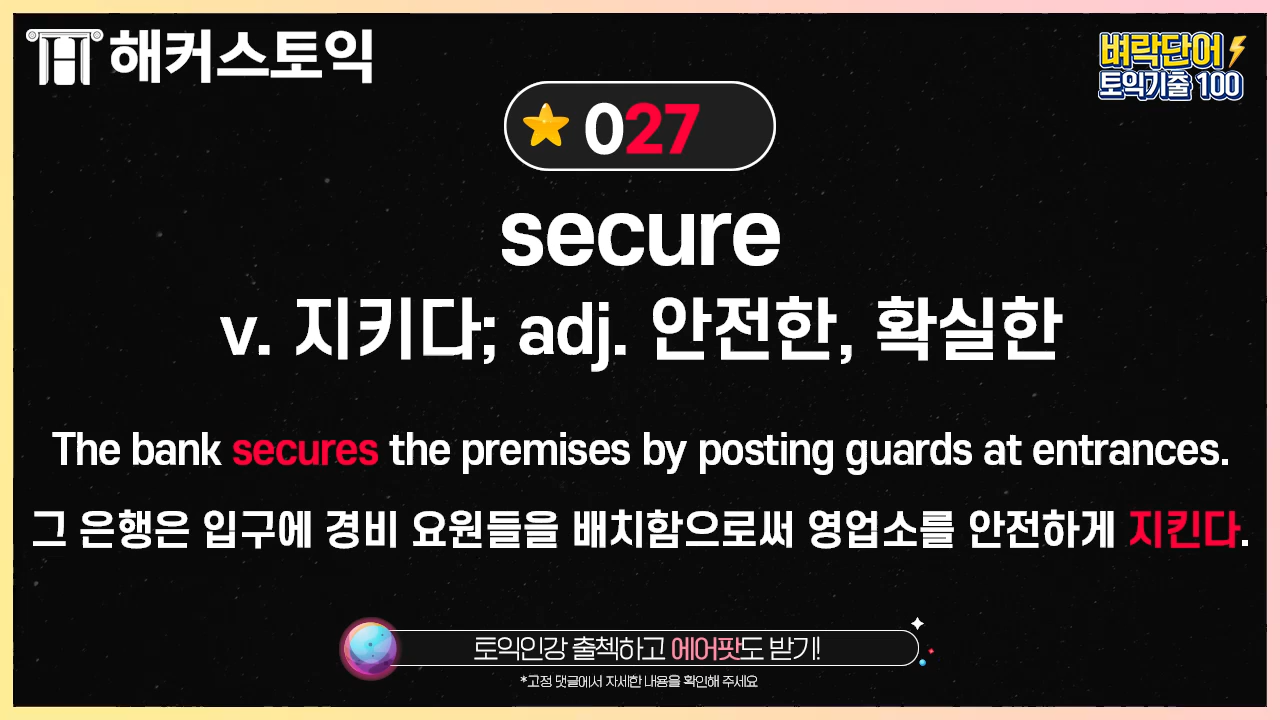 해커스토익
벼락단어
토익기출 100
027
secure
v. 지키다; adj. 안전한, 확실한
The bank secures the premises by posting guards at entrances.
그 은행은 입구에 경비 요원들을 배치함으로써 영업소를 안전하게 지킨다.
토익인강 출첵하고 에어팟도 받기!
*고정 댓글에서 자세한 내용을 확인해 주세요